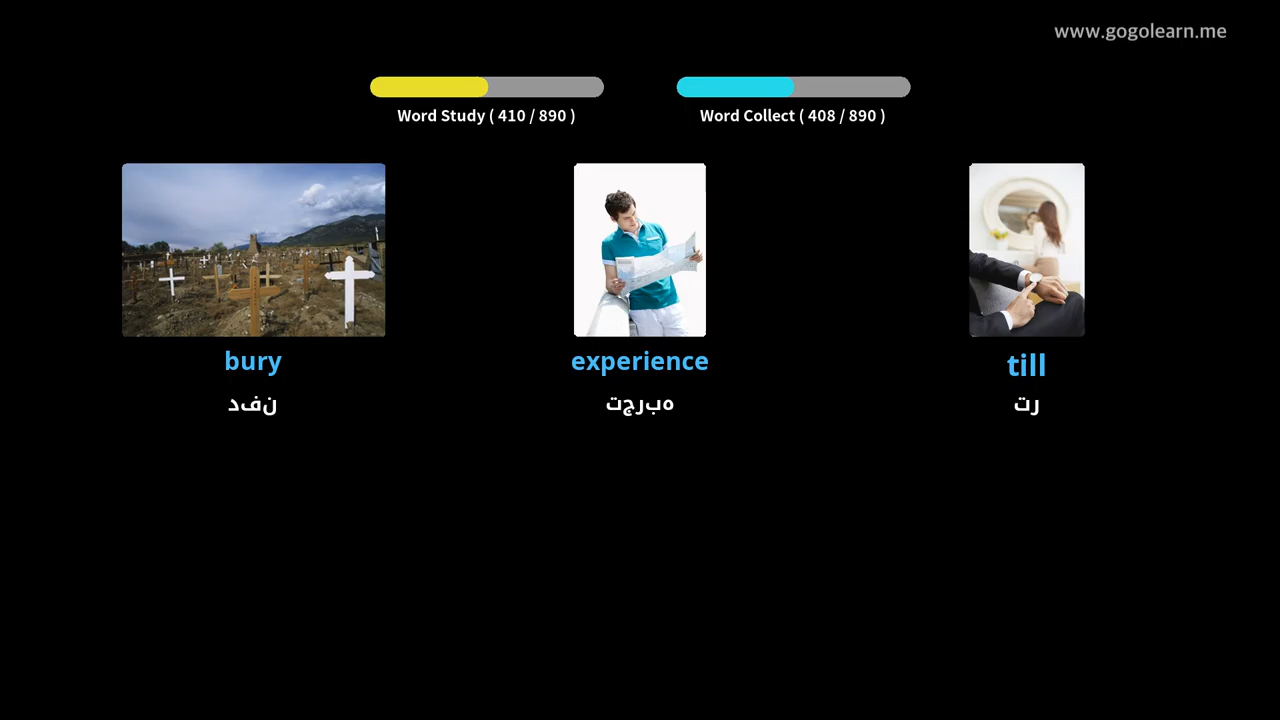 www.gogolearn.me
Word Study ( 410 / 890 )
Word Collect ( 408 / 890 )
bury
نفد
experience
هبرجت
till
رت